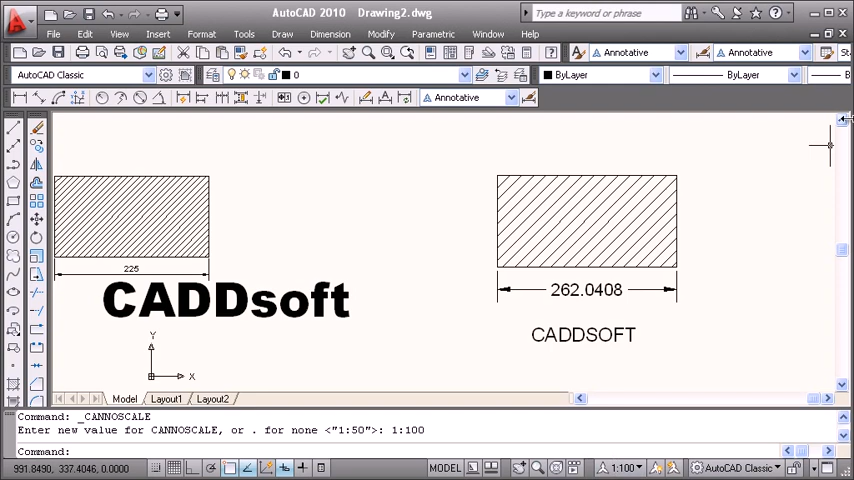 AutoCAD 2010 Drawing2.dwg
Type a keyword or phrase
File Edit View Insert Format Tools Draw Dimension Modify Parametric Window Help
Annotative Annotative
AutoCAD Classic 0 ByLayer ByLayer
Annotative
225
262.0408
CADDsoft
CADDSOFT
Y
X
Model Layout1 Layout2
Command: _CANNOSCALE
Enter new value for CANNOSCALE, or . for none <"1:50">: 1:100
Command:
991.8490, 337.4046, 0.0000 MODEL 1:100 AutoCAD Classic